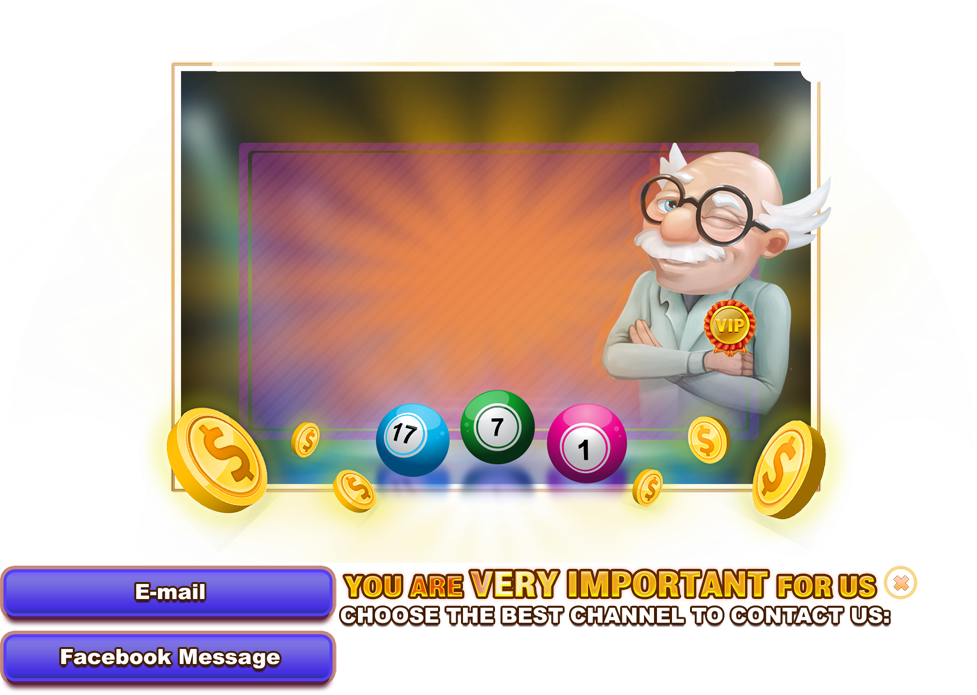 VIP
17
7
1
E-mail
YOU ARE VERY IMPORTANT FOR US
CHOOSE THE BEST CHANNEL TO CONTACT US:
Facebook Message